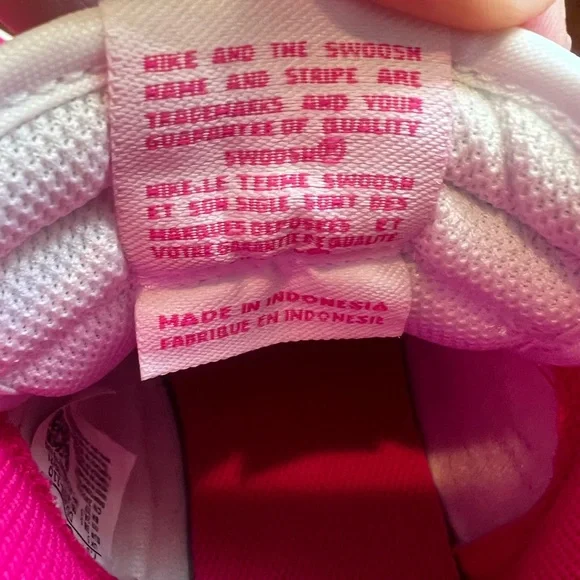 NIKE AND THE SWOOSH
NAME AND STRIPE ARE
TRADEMARKS AND YOUR
GUARANTEE OF QUALITY
SWOOSH®
NIKE-LE TERME SWOOSH
ET SON SIGLE SONT DES
MARQUES DEPOSEES ET
VOTRE GARANTIE DE QUALITE
MADE IN INDONESIA
FABRIQUE EN INDONESIE